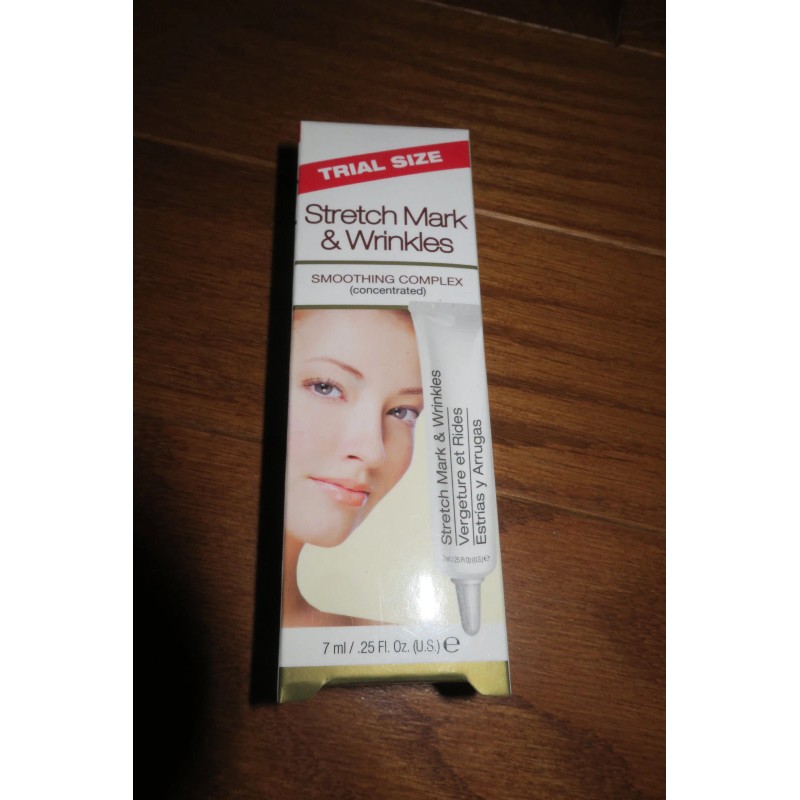 TRIAL SIZE
Stretch Mark
& Wrinkles
SMOOTHING COMPLEX
(concentrated)
Stretch Mark & Wrinkles
Vergeture et Rides
Estrias y Arrugas
7 ml / .25 Fl. Oz. (U.S.) ℮